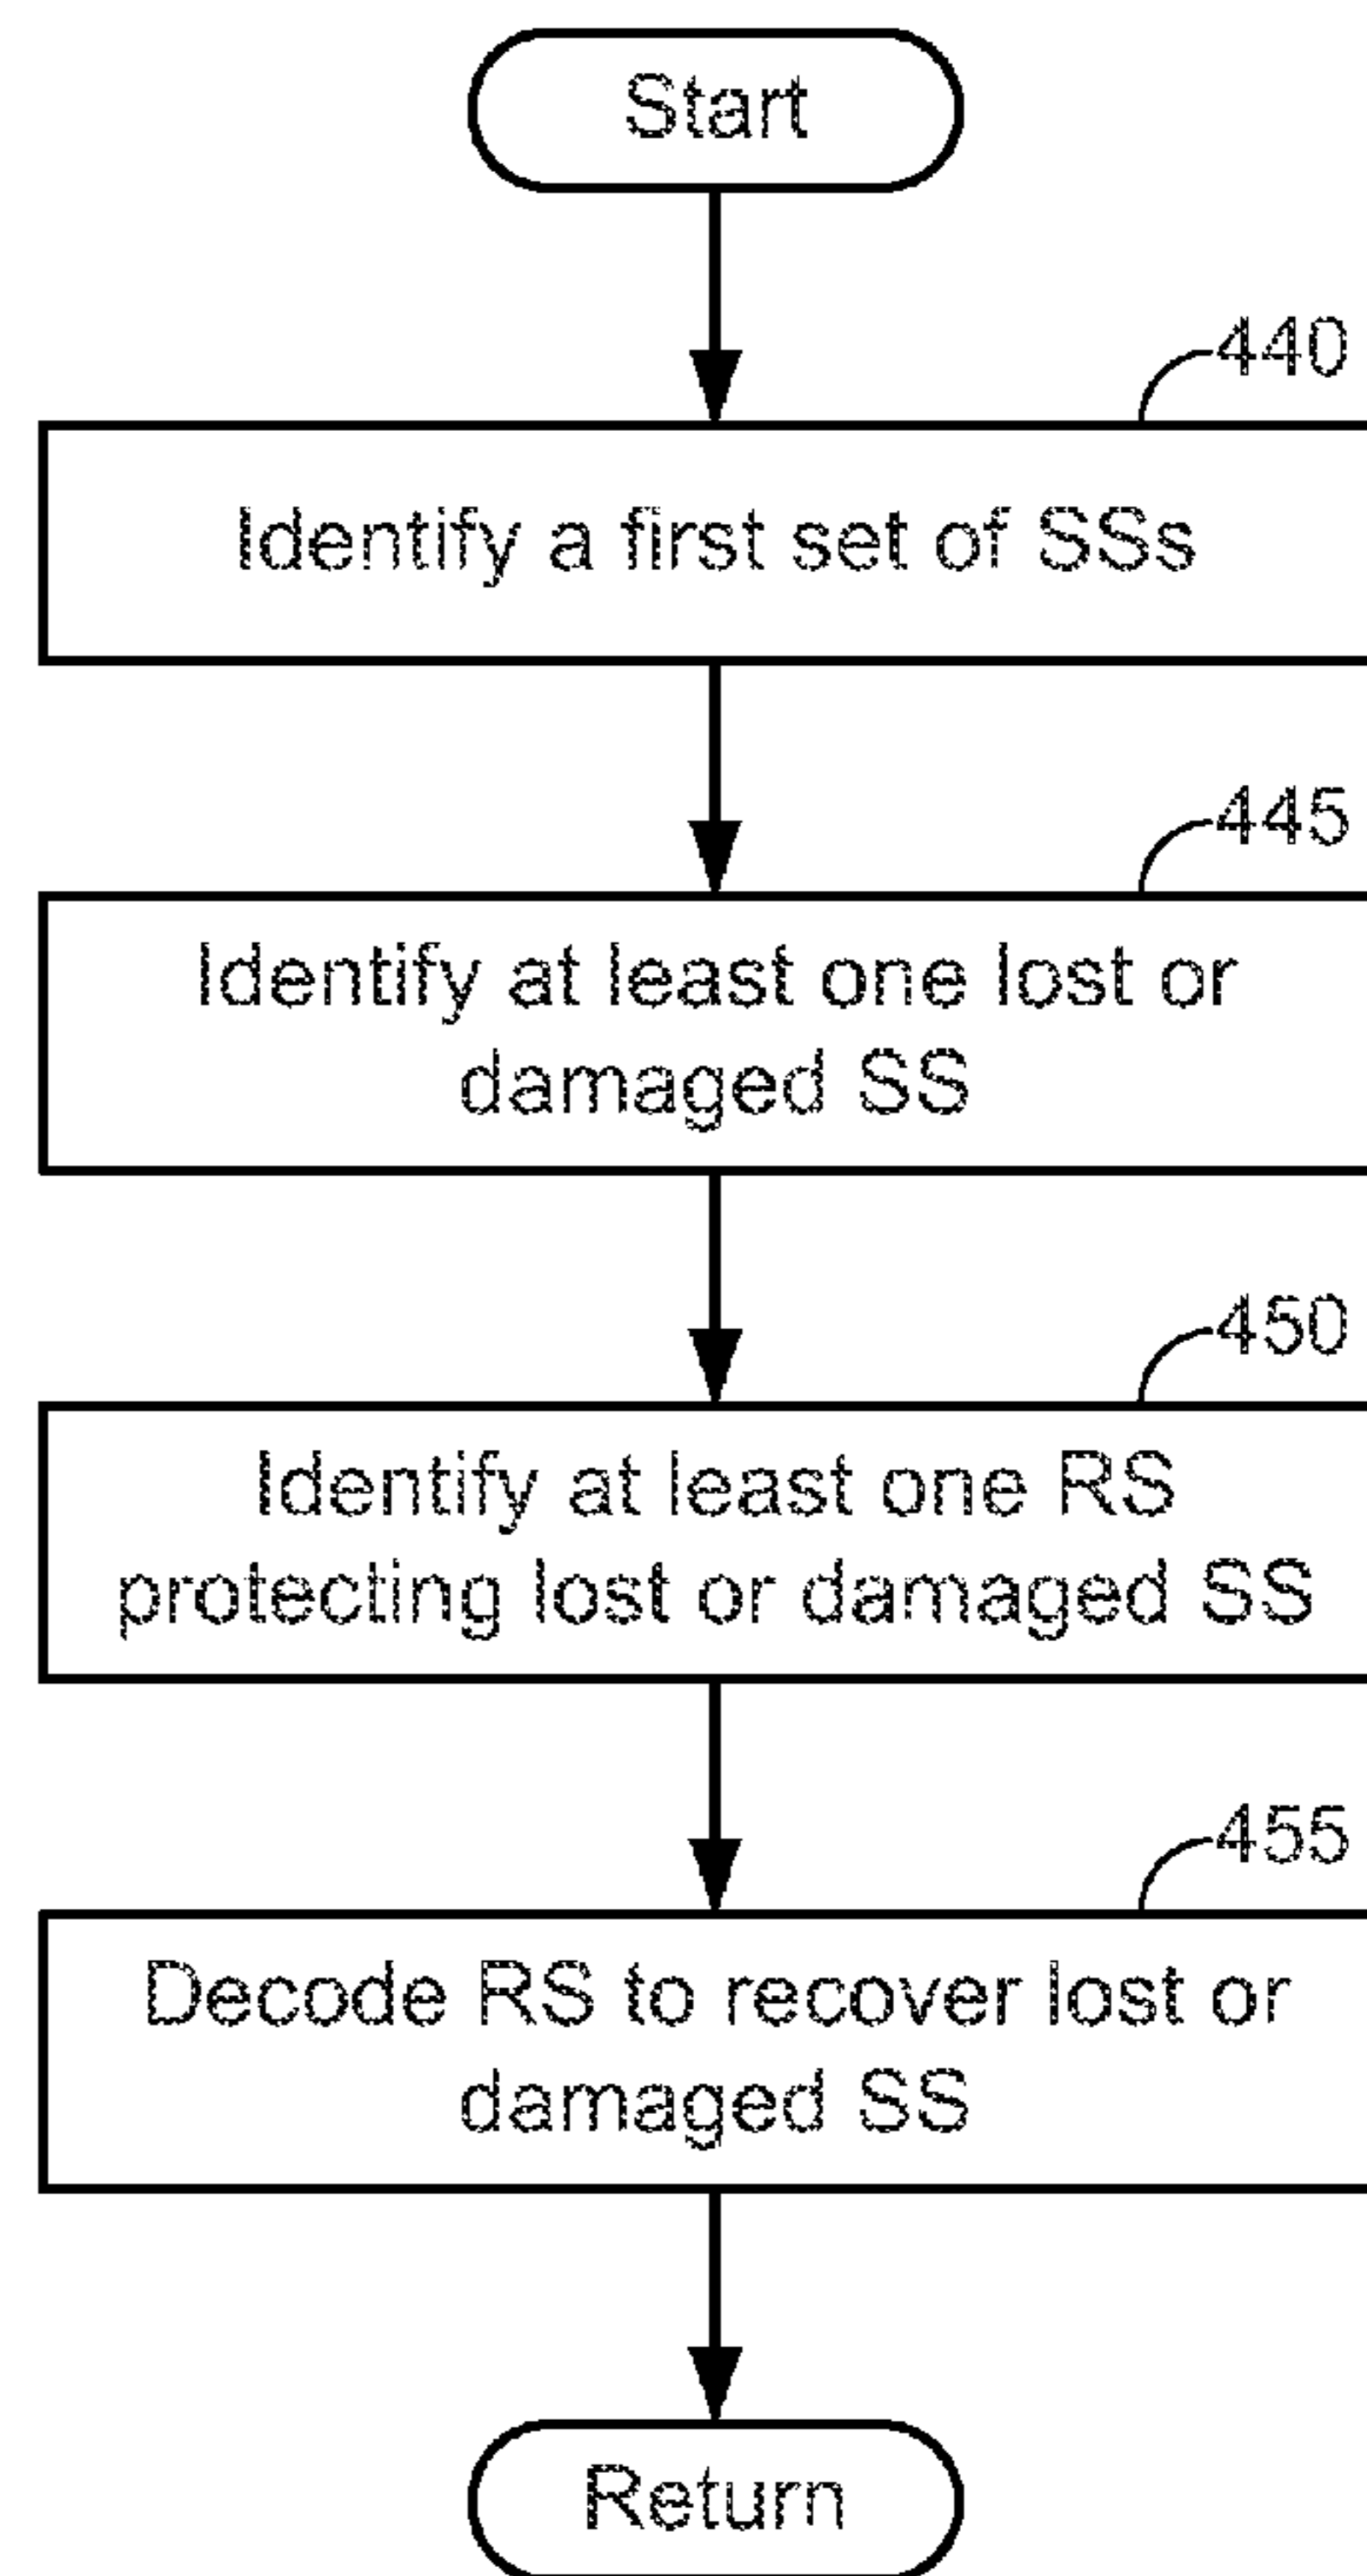 Start
440
Identify a first set of SSs
445
Identify at least one lost or
damaged SS
450
Identify at least one RS
protecting lost or damaged SS
455
Decode RS to recover lost or
damaged SS
Return